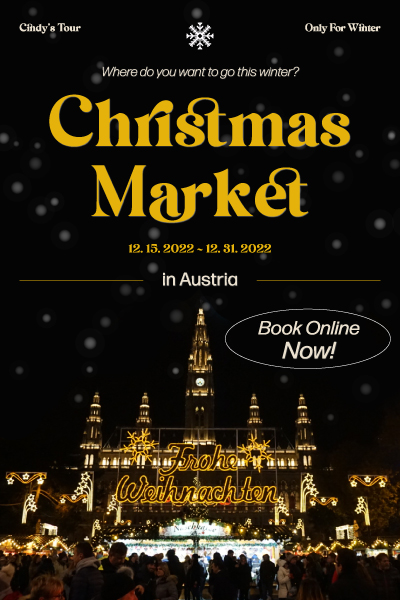 Cindy's Tour
Only For Winter
Where do you want to go this winter?
Christmas
Market
12. 15. 2022 ~ 12. 31. 2022
in Austria
Book Online
Now!
Frohe
Weihnachten